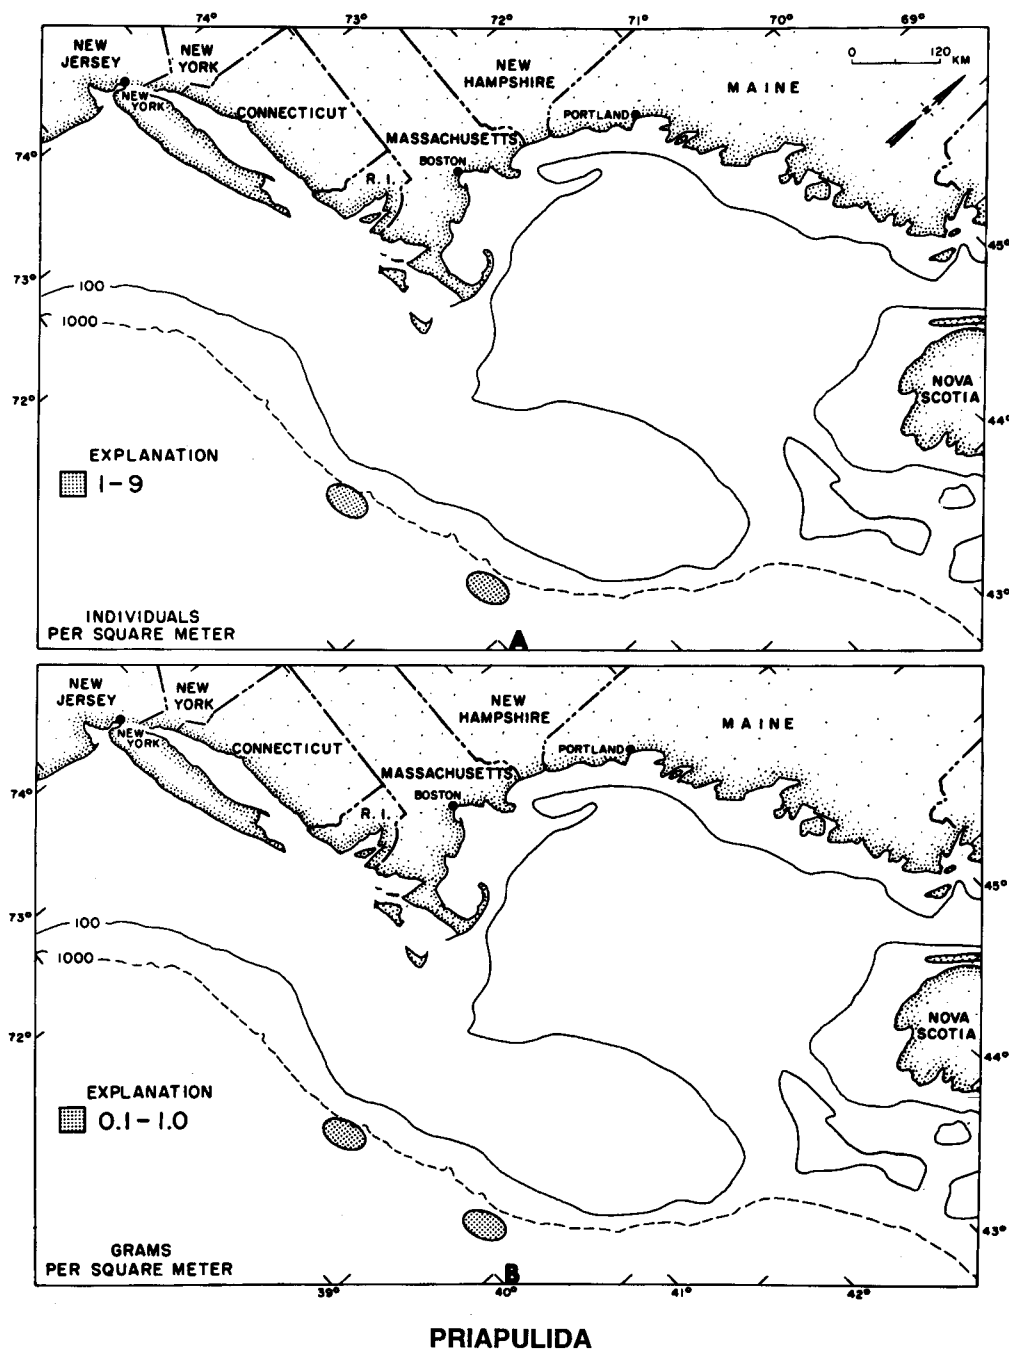 74° 73° 72° 71° 70° 69°
NEW JERSEY
NEW YORK
NEW YORK
CONNECTICUT
MASSACHUSETTS
BOSTON
R. I.
NEW HAMPSHIRE
PORTLAND
MAINE
0 120 KM
74°
73°
72°
45°
44°
43°
100
1000
NOVA SCOTIA
EXPLANATION
1–9
INDIVIDUALS
PER SQUARE METER
A
NEW JERSEY
NEW YORK
NEW YORK
CONNECTICUT
MASSACHUSETTS
BOSTON
R. I.
NEW HAMPSHIRE
PORTLAND
MAINE
74°
73°
72°
45°
44°
43°
100
1000
NOVA SCOTIA
EXPLANATION
0.1–1.0
GRAMS
PER SQUARE METER
B
39° 40° 41° 42°
PRIAPULIDA